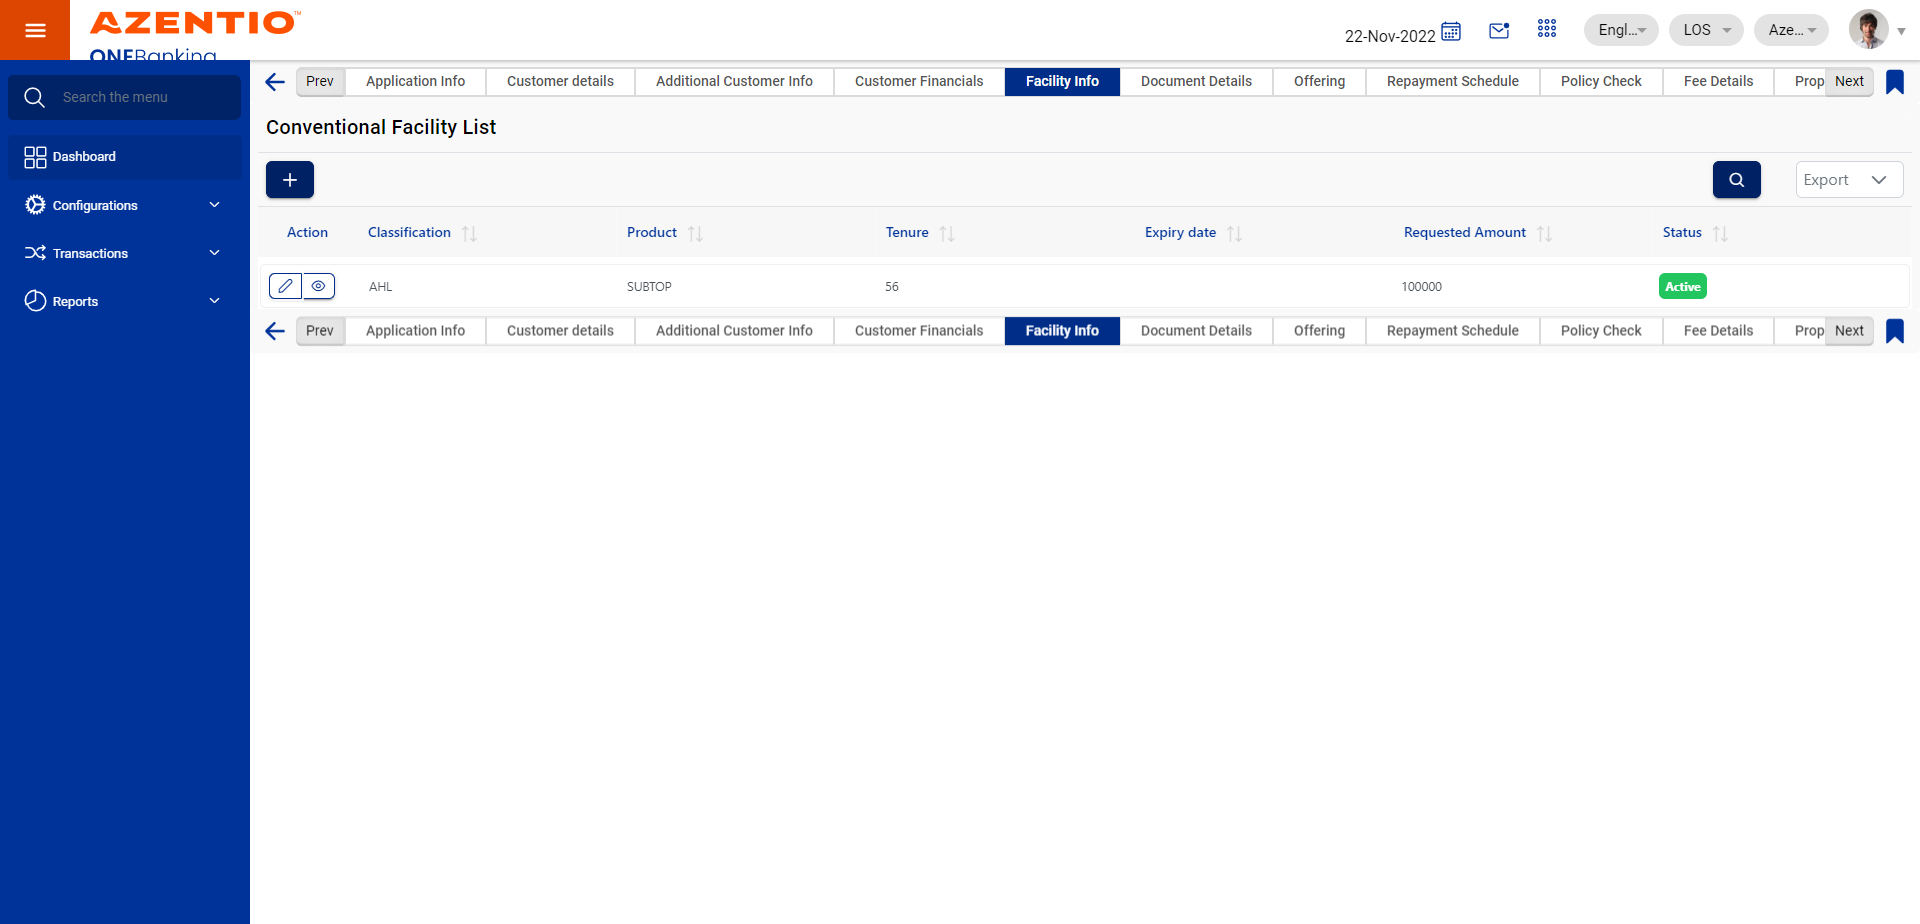 AZENTIO™
ONEBanking
22-Nov-2022
Engl...
LOS
Aze...
Search the menu
Dashboard
Configurations
Transactions
Reports
Prev
Application Info
Customer details
Additional Customer Info
Customer Financials
Facility Info
Document Details
Offering
Repayment Schedule
Policy Check
Fee Details
Prop
Next
Conventional Facility List
+
Export
Action
Classification
Product
Tenure
Expiry date
Requested Amount
Status
AHL
SUBTOP
56
100000
Active
Prev
Application Info
Customer details
Additional Customer Info
Customer Financials
Facility Info
Document Details
Offering
Repayment Schedule
Policy Check
Fee Details
Prop
Next